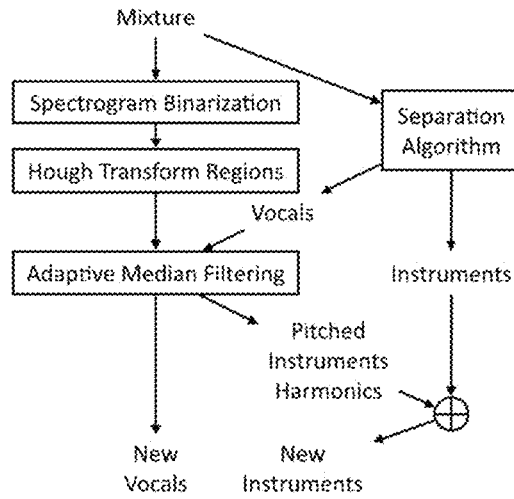 Mixture
Spectrogram Binarization
Separation
Algorithm
Hough Transform Regions
Vocals
Adaptive Median Filtering
Instruments
Pitched
Instruments
Harmonics
New
Vocals
New
Instruments